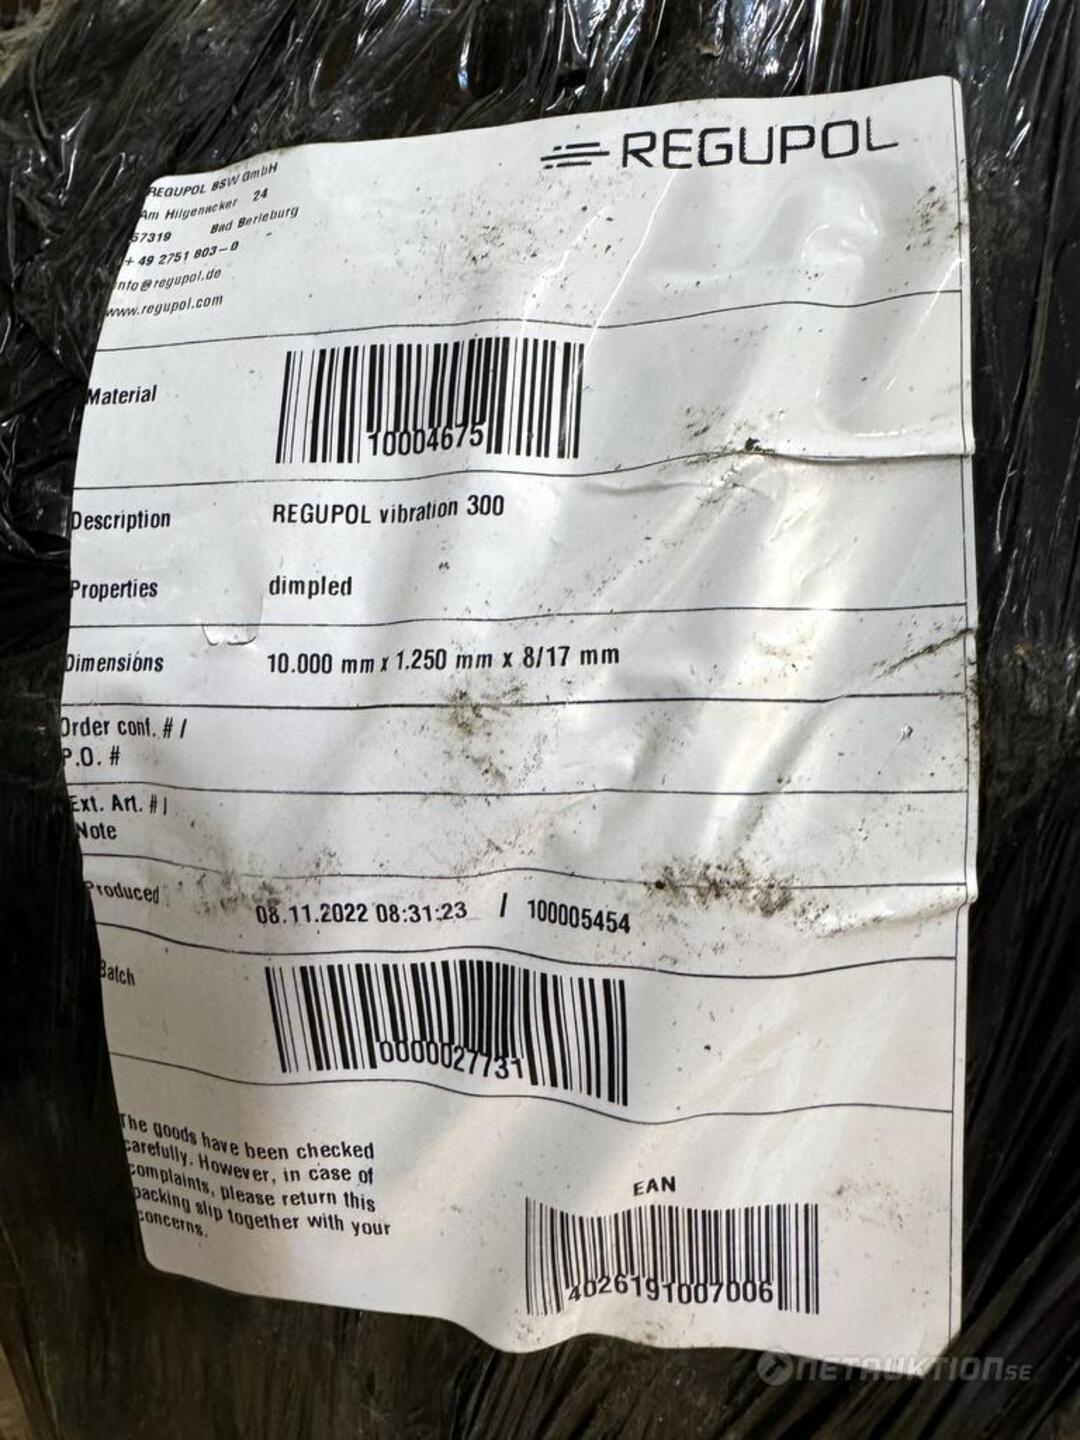 REGUPOL
REGUPOL BSW GmbH
Am Hilgenacker 24
57319 Bad Berleburg
+ 49 2751 803-0
info@regupol.de
www.regupol.com
Material
10004675
Description REGUPOL vibration 300
Properties dimpled
Dimensions 10.000 mm x 1.250 mm x 8/17 mm
Order conf. # /
P.O. #
Ext. Art. # |
Note
Produced 08.11.2022 08:31:23 / 100005454
Batch
0000027731
The goods have been checked
carefully. However, in case of
complaints, please return this
packing slip together with your
concerns.
EAN
4026191007006
NETAUKTION.SE